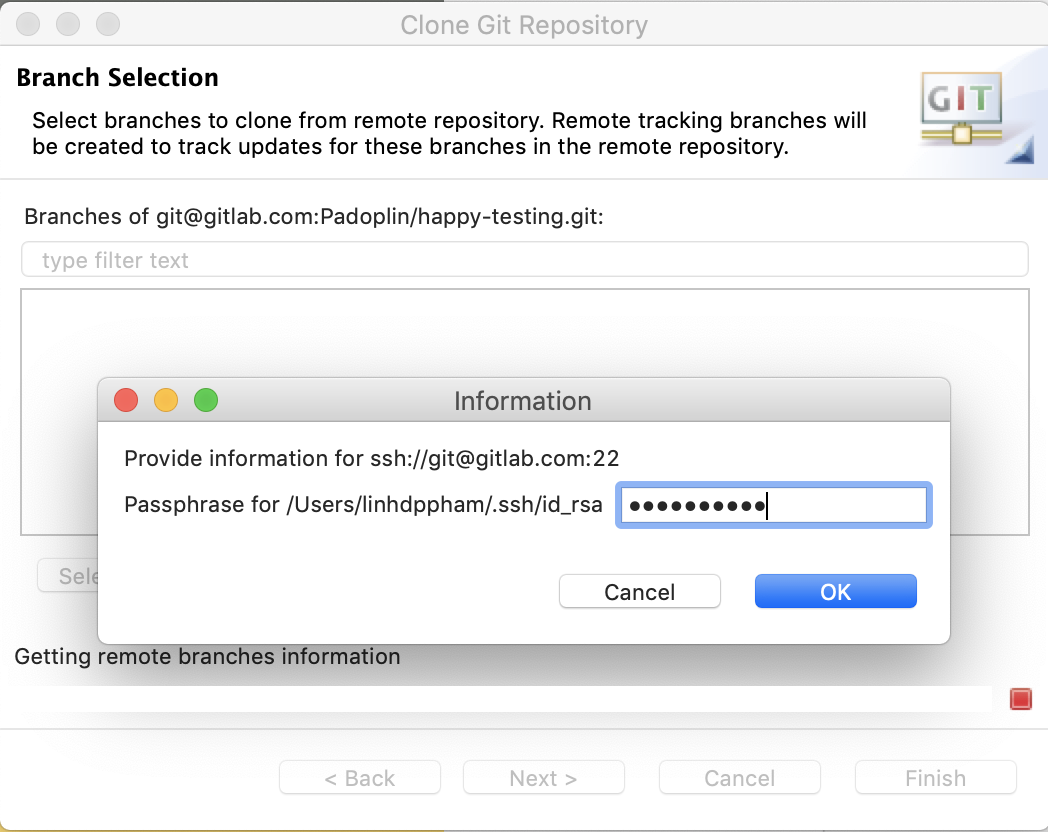 Clone Git Repository
Branch Selection
GIT
Select branches to clone from remote repository. Remote tracking branches will
be created to track updates for these branches in the remote repository.
Branches of git@gitlab.com:Padoplin/happy-testing.git:
type filter text
Information
Provide information for ssh://git@gitlab.com:22
Passphrase for /Users/linhdppham/.ssh/id_rsa ●●●●●●●●●●
Cancel OK
Getting remote branches information
< Back Next > Cancel Finish